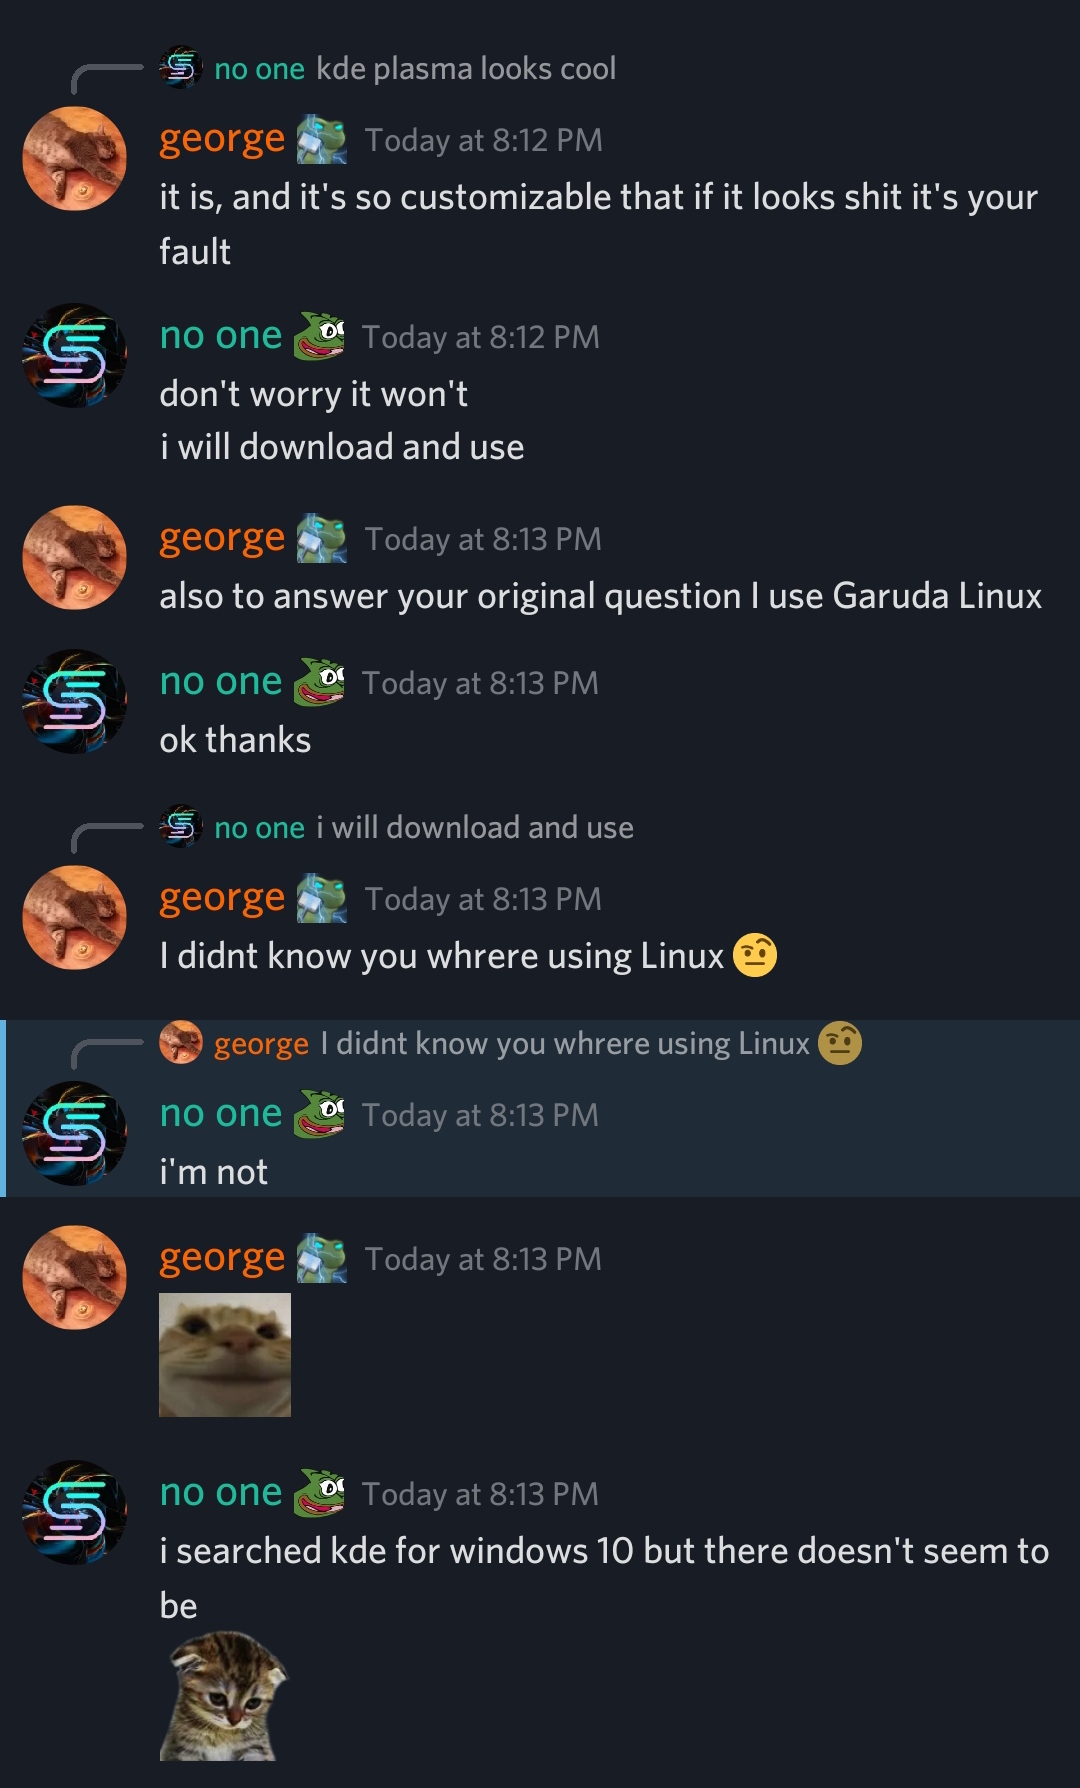 no one kde plasma looks cool
george Today at 8:12 PM
it is, and it's so customizable that if it looks shit it's your
fault
no one Today at 8:12 PM
don't worry it won't
i will download and use
george Today at 8:13 PM
also to answer your original question I use Garuda Linux
no one Today at 8:13 PM
ok thanks
no one i will download and use
george Today at 8:13 PM
I didnt know you whrere using Linux 🤨
george I didnt know you whrere using Linux 🤨
no one Today at 8:13 PM
i'm not
george Today at 8:13 PM
no one Today at 8:13 PM
i searched kde for windows 10 but there doesn't seem to
be